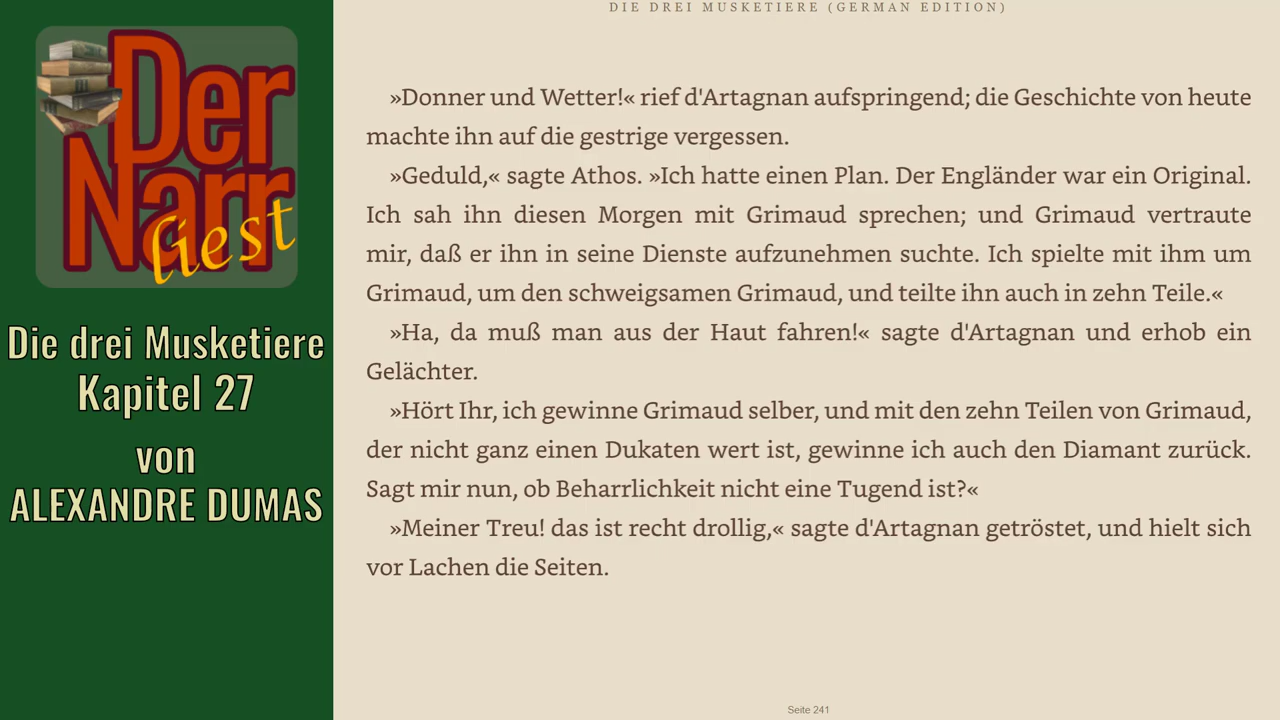 Der
Narr
liest
Die drei Musketiere
Kapitel 27
von
ALEXANDRE DUMAS
DIE DREI MUSKETIERE (GERMAN EDITION)
»Donner und Wetter!« rief d'Artagnan aufspringend; die Geschichte von heute
machte ihn auf die gestrige vergessen.
»Geduld,« sagte Athos. »Ich hatte einen Plan. Der Engländer war ein Original.
Ich sah ihn diesen Morgen mit Grimaud sprechen; und Grimaud vertraute
mir, daß er ihn in seine Dienste aufzunehmen suchte. Ich spielte mit ihm um
Grimaud, um den schweigsamen Grimaud, und teilte ihn auch in zehn Teile.«
»Ha, da muß man aus der Haut fahren!« sagte d'Artagnan und erhob ein
Gelächter.
»Hört Ihr, ich gewinne Grimaud selber, und mit den zehn Teilen von Grimaud,
der nicht ganz einen Dukaten wert ist, gewinne ich auch den Diamant zurück.
Sagt mir nun, ob Beharrlichkeit nicht eine Tugend ist?«
»Meiner Treu! das ist recht drollig,« sagte d'Artagnan getröstet, und hielt sich
vor Lachen die Seiten.
Seite 241